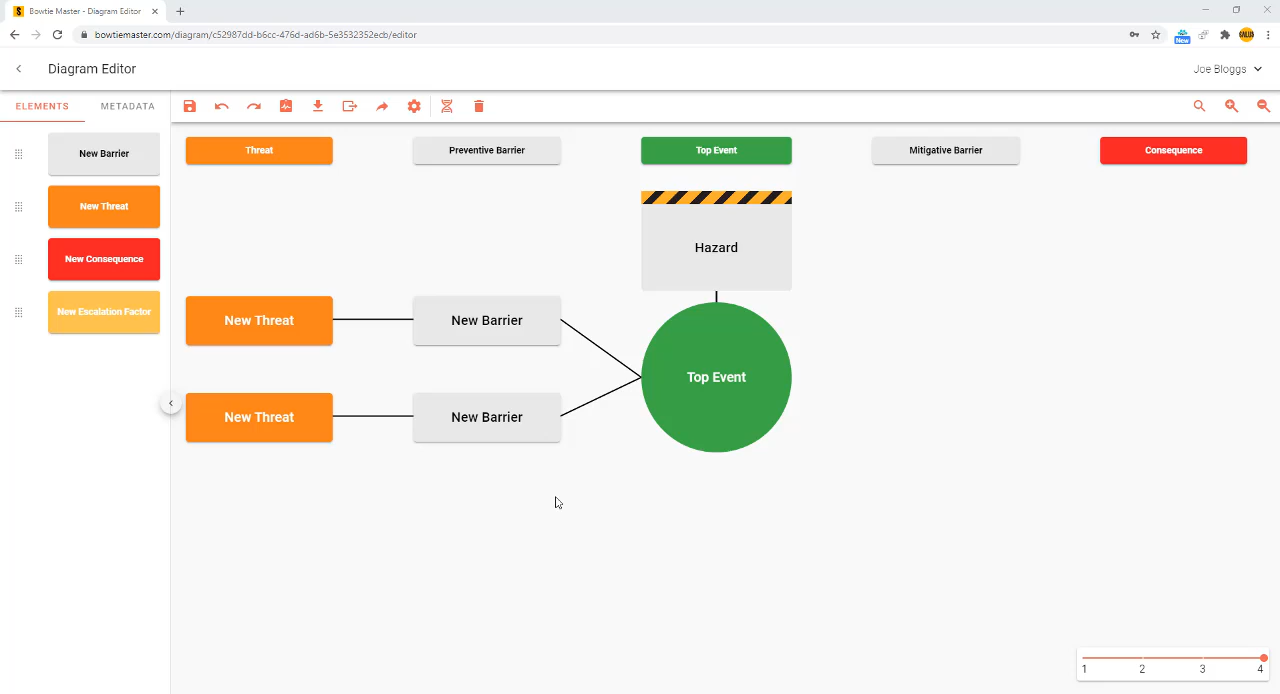 Bowtie Master - Diagram Editor
bowtiemaster.com/diagram/c52987dd-b6cc-476d-ad6b-5e3532352ecb/editor
New
Diagram Editor
Joe Bloggs
ELEMENTS
METADATA
New Barrier
New Threat
New Consequence
New Escalation Factor
Threat
Preventive Barrier
Top Event
Mitigative Barrier
Consequence
Hazard
New Threat
New Barrier
Top Event
New Threat
New Barrier
1 2 3 4